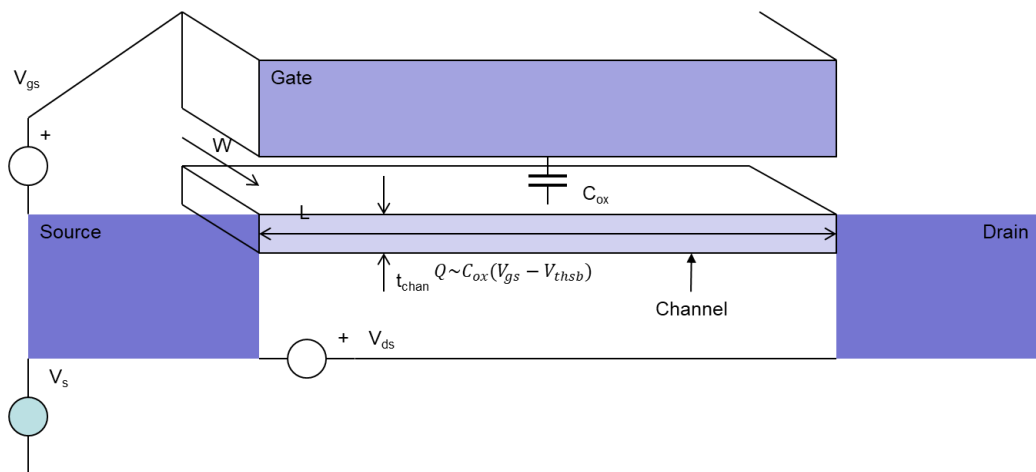 Vgs
Gate
+
W
Cox
L
Source
Drain
tchan
Q~Cox(Vgs − Vthsb)
Channel
+
Vds
Vs